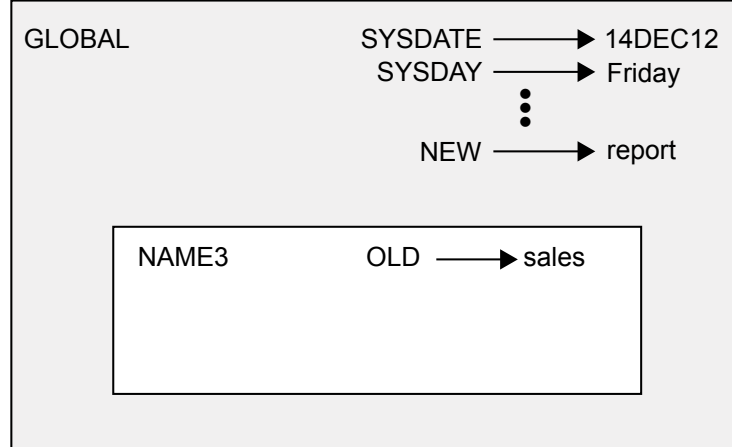 GLOBAL SYSDATE 14DEC12
SYSDAY Friday
NEW report
NAME3 OLD sales